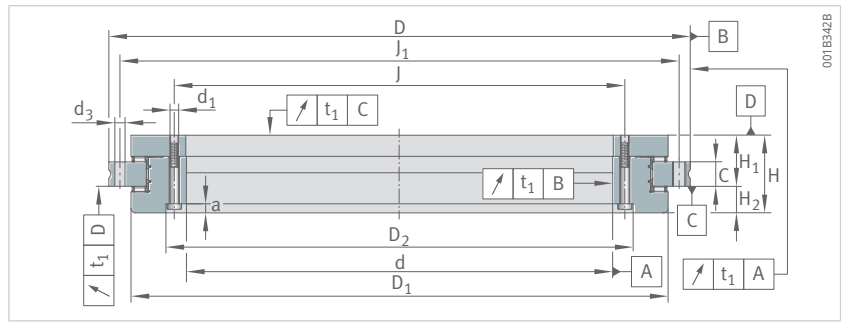 D
B
J₁
J
001B342B
d₃
d₁
t₁ C
D
t₁ B
C
H₁
H
H₂
a
C
D₂
t₁ D
d
A
t₁ A
D₁